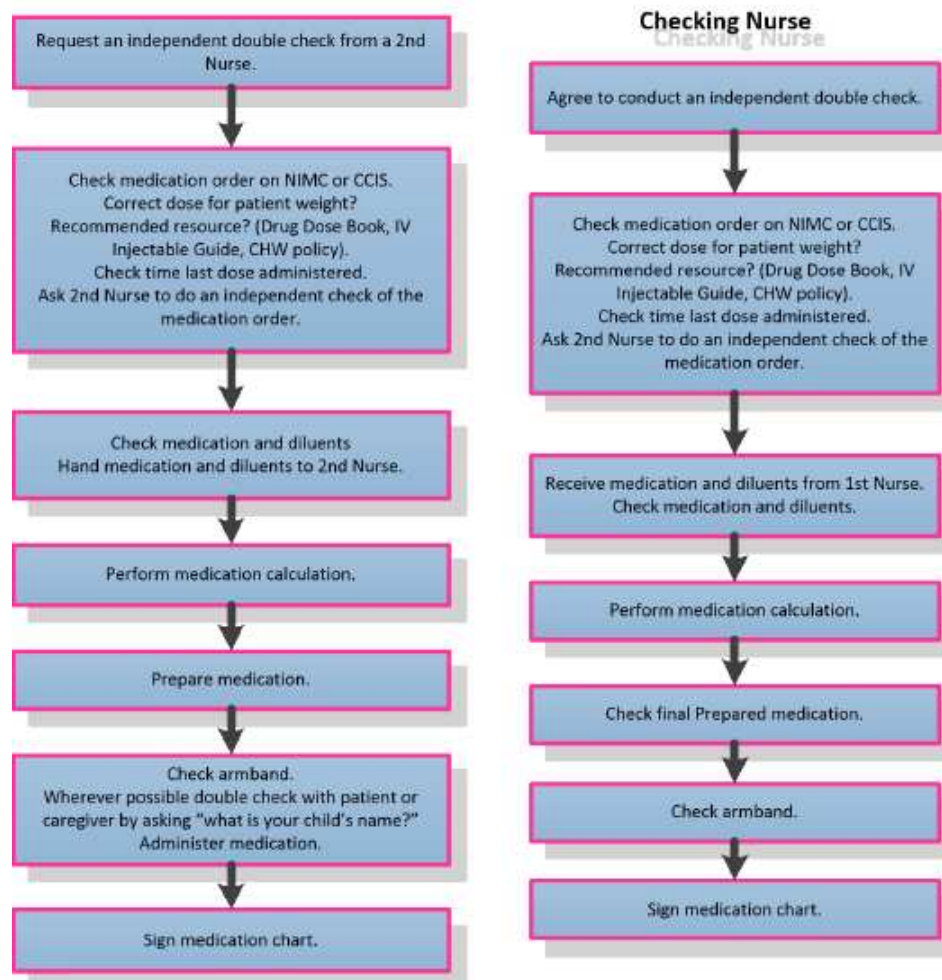 Request an independent double check from a 2nd
Nurse.
Check medication order on NIMC or CCIS.
Correct dose for patient weight?
Recommended resource? (Drug Dose Book, IV
Injectable Guide, CHW policy).
Check time last dose administered.
Ask 2nd Nurse to do an independent check of the
medication order.
Check medication and diluents
Hand medication and diluents to 2nd Nurse.
Perform medication calculation.
Prepare medication.
Check armband.
Wherever possible double check with patient or
caregiver by asking “what is your child’s name?”
Administer medication.
Sign medication chart.
Checking Nurse
Agree to conduct an independent double check.
Check medication order on NIMC or CCIS.
Correct dose for patient weight?
Recommended resource? (Drug Dose Book, IV
Injectable Guide, CHW policy).
Check time last dose administered.
Ask 2nd Nurse to do an independent check of the
medication order.
Receive medication and diluents from 1st Nurse.
Check medication and diluents.
Perform medication calculation.
Check final Prepared medication.
Check armband.
Sign medication chart.